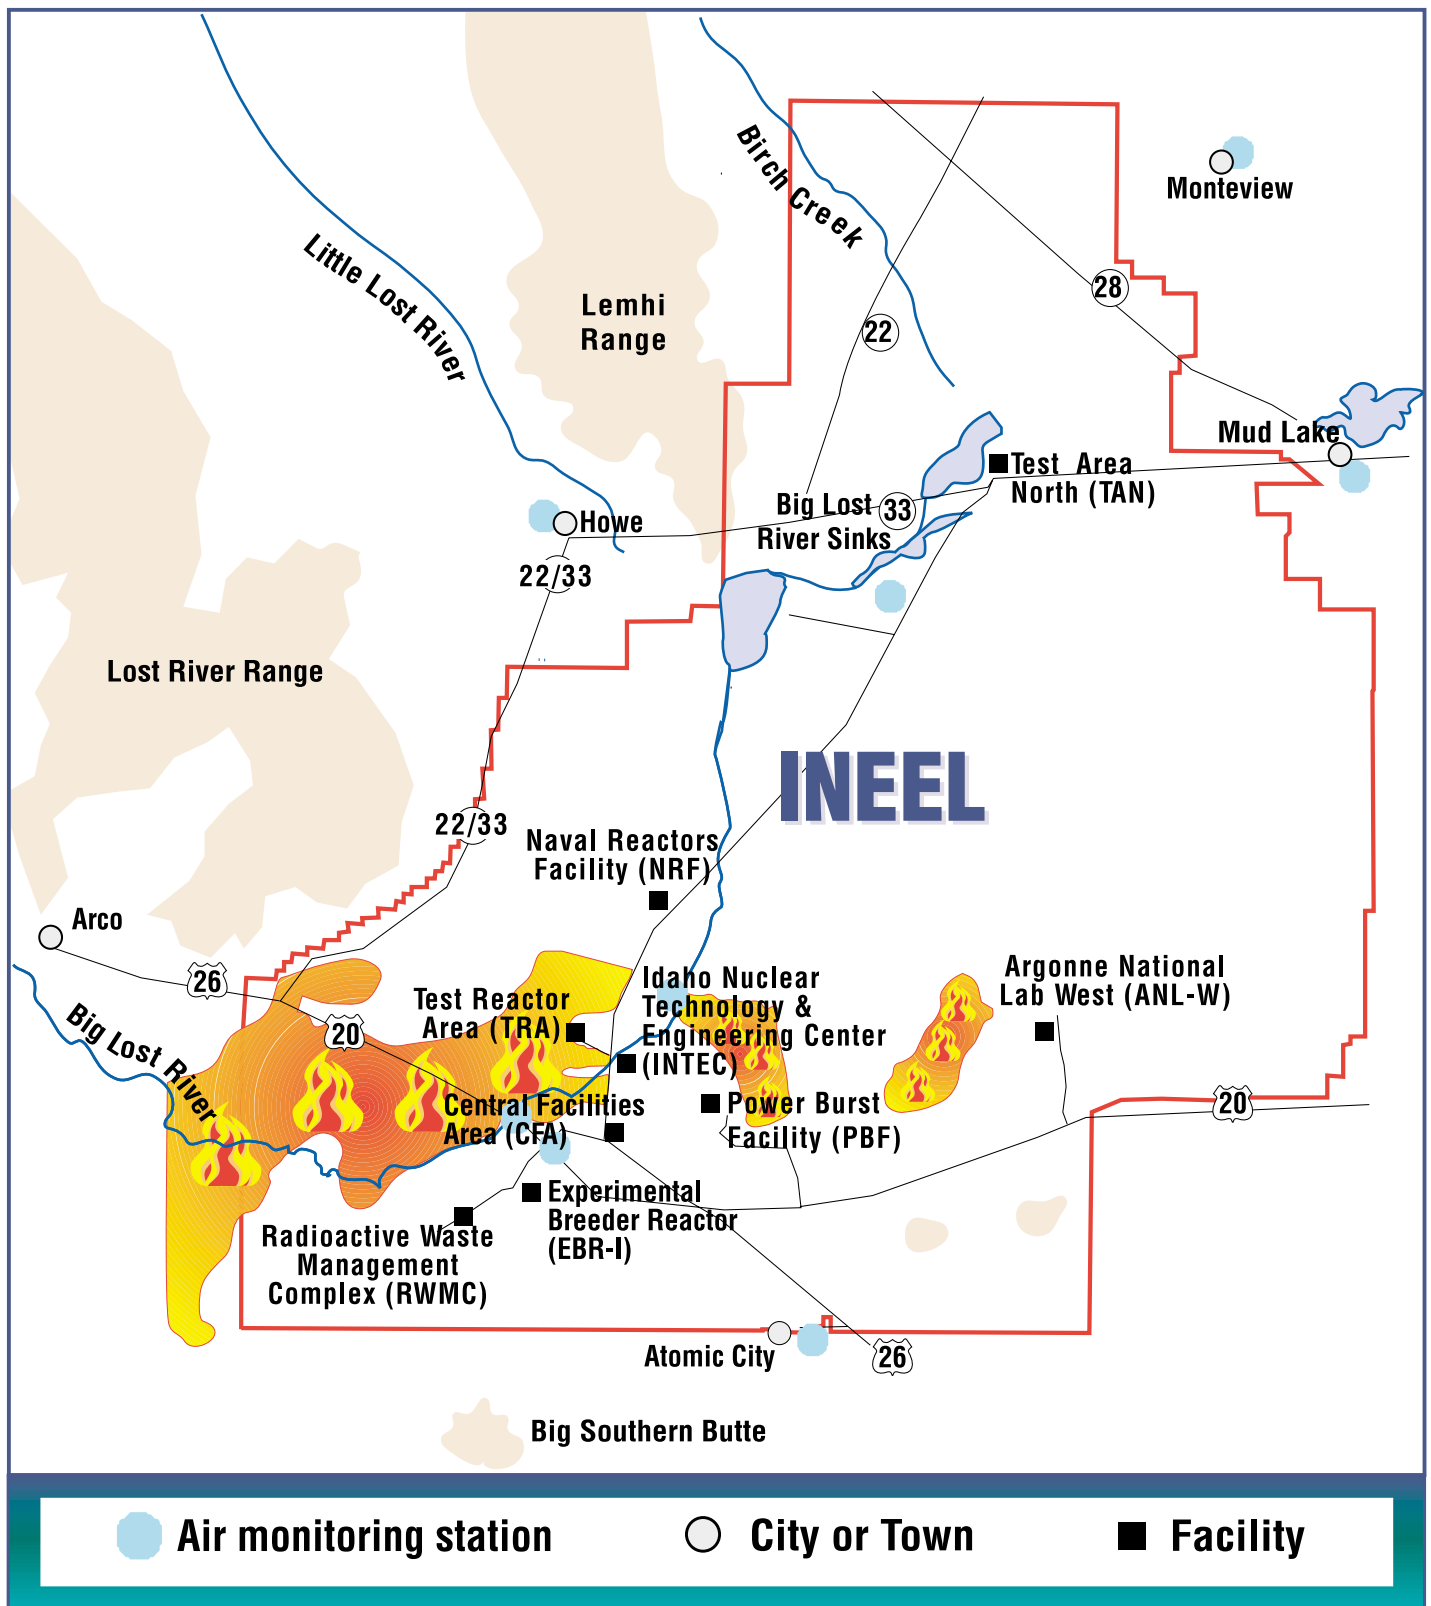 Birch Creek
Monteview
Little Lost River
Lemhi
Range
28
22
Mud Lake
Test Area
North (TAN)
Big Lost
River Sinks
33
Howe
22/33
Lost River Range
INEEL
22/33
Naval Reactors
Facility (NRF)
Arco
26
Big Lost River
20
Test Reactor
Area (TRA)
Idaho Nuclear
Technology &
Engineering Center
(INTEC)
Argonne National
Lab West (ANL-W)
Central Facilities
Area (CFA)
Power Burst
Facility (PBF)
20
Experimental
Breeder Reactor
(EBR-I)
Radioactive Waste
Management
Complex (RWMC)
Atomic City
26
Big Southern Butte
Air monitoring station
City or Town
Facility